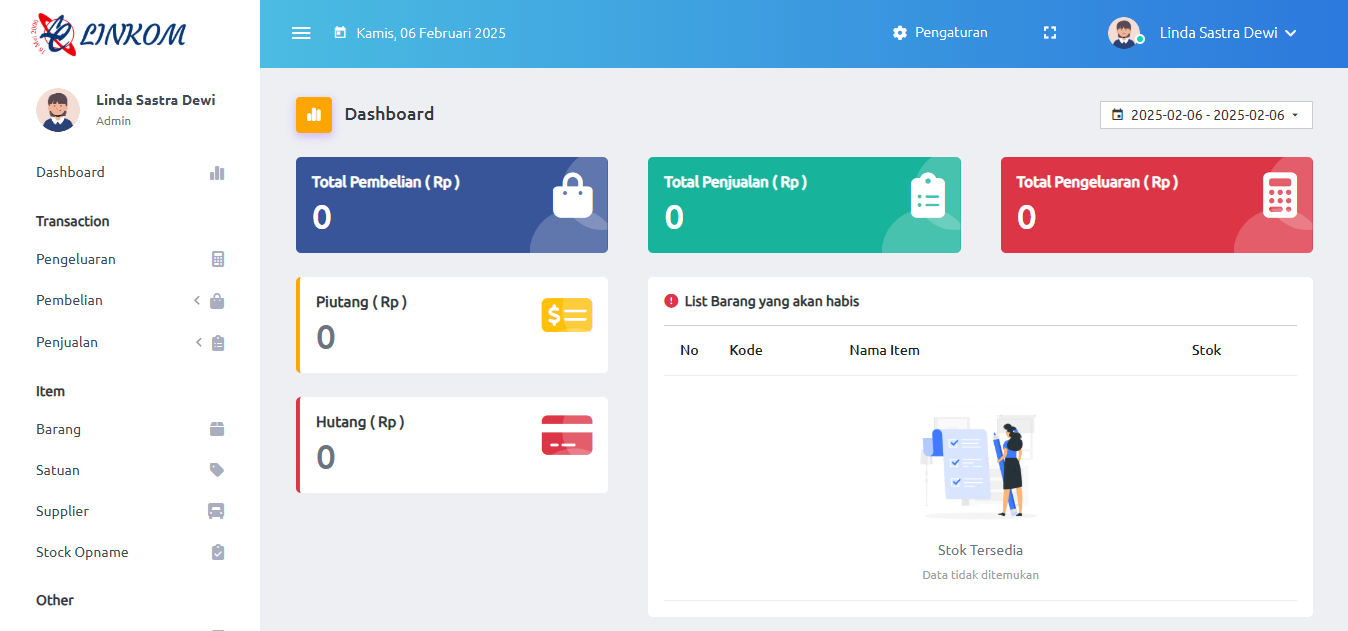 16 Mei 2006
LINKOM
Kamis, 06 Februari 2025
Pengaturan
Linda Sastra Dewi
Linda Sastra Dewi
Admin
Dashboard
Transaction
Pengeluaran
Pembelian
Penjualan
Item
Barang
Satuan
Supplier
Stock Opname
Other
Dashboard
2025-02-06 - 2025-02-06
Total Pembelian ( Rp )
0
Total Penjualan ( Rp )
0
Total Pengeluaran ( Rp )
0
Piutang ( Rp )
0
Hutang ( Rp )
0
List Barang yang akan habis
No Kode Nama Item Stok
Stok Tersedia
Data tidak ditemukan